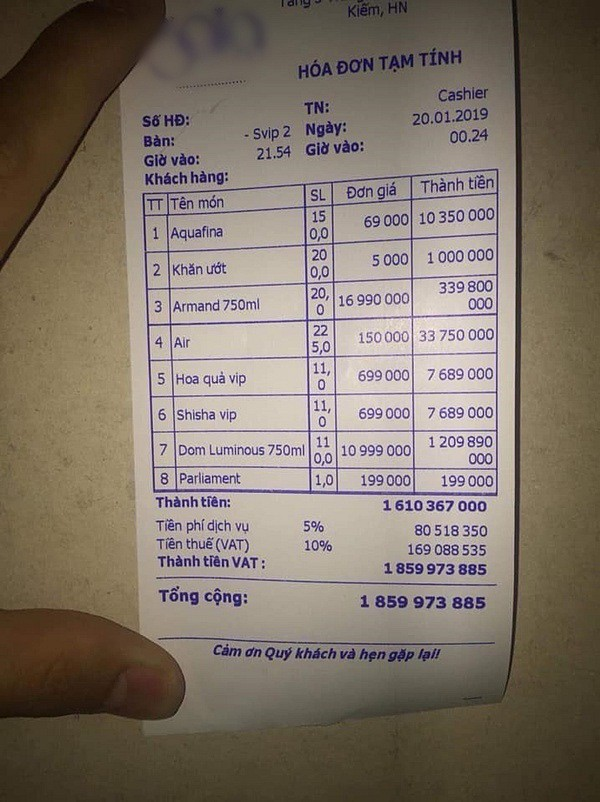 Kiếm, HN
HÓA ĐƠN TẠM TÍNH
Số HĐ: TN: Cashier
Bàn: - Svip 2 Ngày: 20.01.2019
Giờ vào: 21.54 Giờ vào: 00.24
Khách hàng:
TT Tên món SL Đơn giá Thành tiền
1 Aquafina 15 0,0 69 000 10 350 000
2 Khăn ướt 20 0,0 5 000 1 000 000
3 Armand 750ml 20, 0 16 990 000 339 800 000
4 Air 22 5,0 150 000 33 750 000
5 Hoa quả vip 11, 0 699 000 7 689 000
6 Shisha vip 11, 0 699 000 7 689 000
7 Dom Luminous 750ml 11 0,0 10 999 000 1 209 890 000
8 Parliament 1,0 199 000 199 000
Thành tiền: 1 610 367 000
Tiền phí dịch vụ 5% 80 518 350
Tiền thuế (VAT) 10% 169 088 535
Thành tiền VAT : 1 859 973 885
Tổng cộng: 1 859 973 885
Cảm ơn Quý khách và hẹn gặp lại!